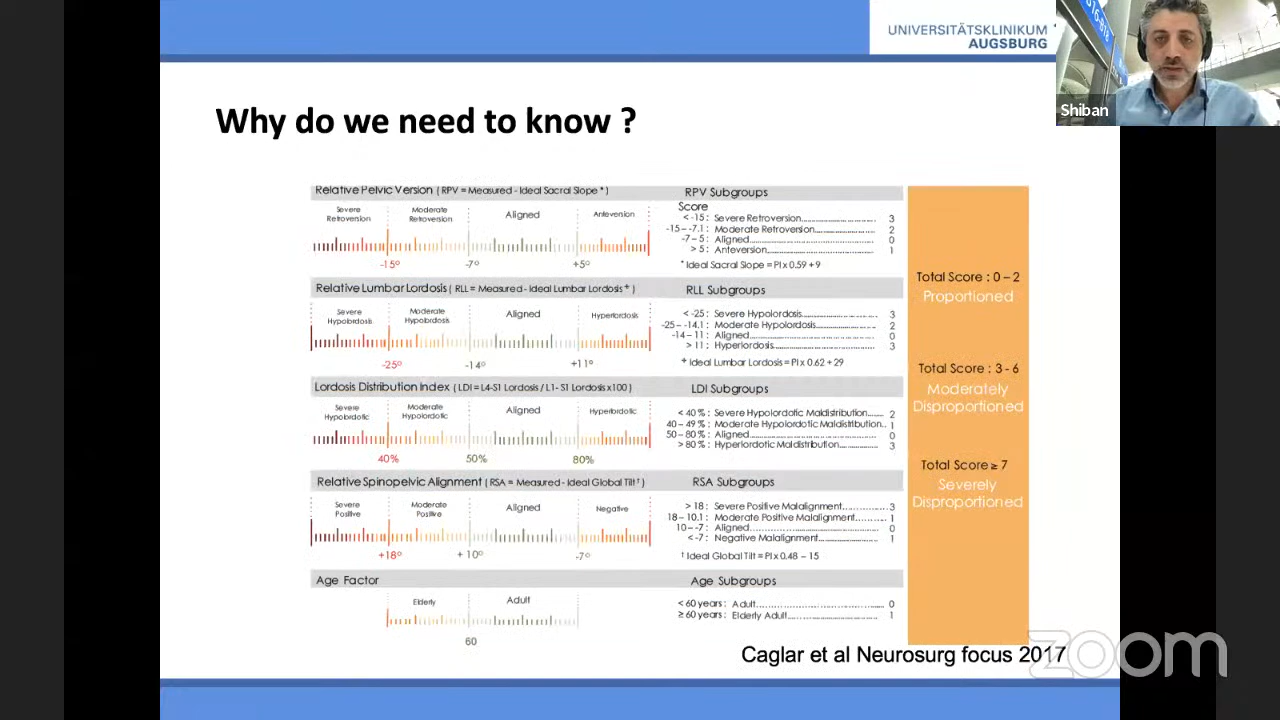 UNIVERSITÄTSKLINIKUM
AUGSBURG
Shiban
Why do we need to know ?
Relative Pelvic Version ( RPV = Measured - Ideal Sacral Slope * )
Severe Retroversion
Moderate Retroversion
Aligned
Anteversion
-15º
-7º
+5º
RPV Subgroups
Score
< -15 : Severe Retroversion 3
-15 – -7.1 : Moderate Retroversion 2
-7 – 5 : Aligned 0
> 5 : Anteversion 1
* Ideal Sacral Slope = PI x 0.59 + 9
Relative Lumbar Lordosis ( RLL = Measured - Ideal Lumbar Lordosis + )
Severe Hypolordosis
Moderate Hypolordosis
Aligned
Hyperlordosis
-25º
-14º
+11º
RLL Subgroups
< -25 : Severe Hypolordosis 3
-25 – -14.1 : Moderate Hypolordosis 2
-14 – 11 : Aligned 0
> 11 : Hyperlordosis 3
+ Ideal Lumbar Lordosis = PI x 0.62 + 29
Lordosis Distribution Index ( LDI = L4-S1 Lordosis / L1- S1 Lordosis x100 )
Severe Hypolordotic
Moderate Hypolordotic
Aligned
Hyperlordotic
40%
50%
80%
LDI Subgroups
< 40 % : Severe Hypolordotic Maldistribution 2
40 – 49 % : Moderate Hypolordotic Maldistribution 1
50 – 80 % : Aligned 0
> 80 % : Hyperlordotic Maldistribution 3
Relative Spinopelvic Alignment ( RSA = Measured - Ideal Global Tilt † )
Severe Positive
Moderate Positive
Aligned
Negative
+18º
+ 10º
-7º
RSA Subgroups
> 18 : Severe Positive Malalignment 3
18 – 10.1 : Moderate Positive Malalignment 1
10 – -7 : Aligned 0
< -7 : Negative Malalignment 1
† Ideal Global Tilt = PI x 0.48 – 15
Age Factor
Elderly
Adult
60
Age Subgroups
< 60 years : Adult 0
≥ 60 years : Elderly Adult 1
Total Score : 0 – 2
Proportioned
Total Score : 3 - 6
Moderately
Disproportioned
Total Score ≥ 7
Severely
Disproportioned
Caglar et al Neurosurg focus 2017
zoom